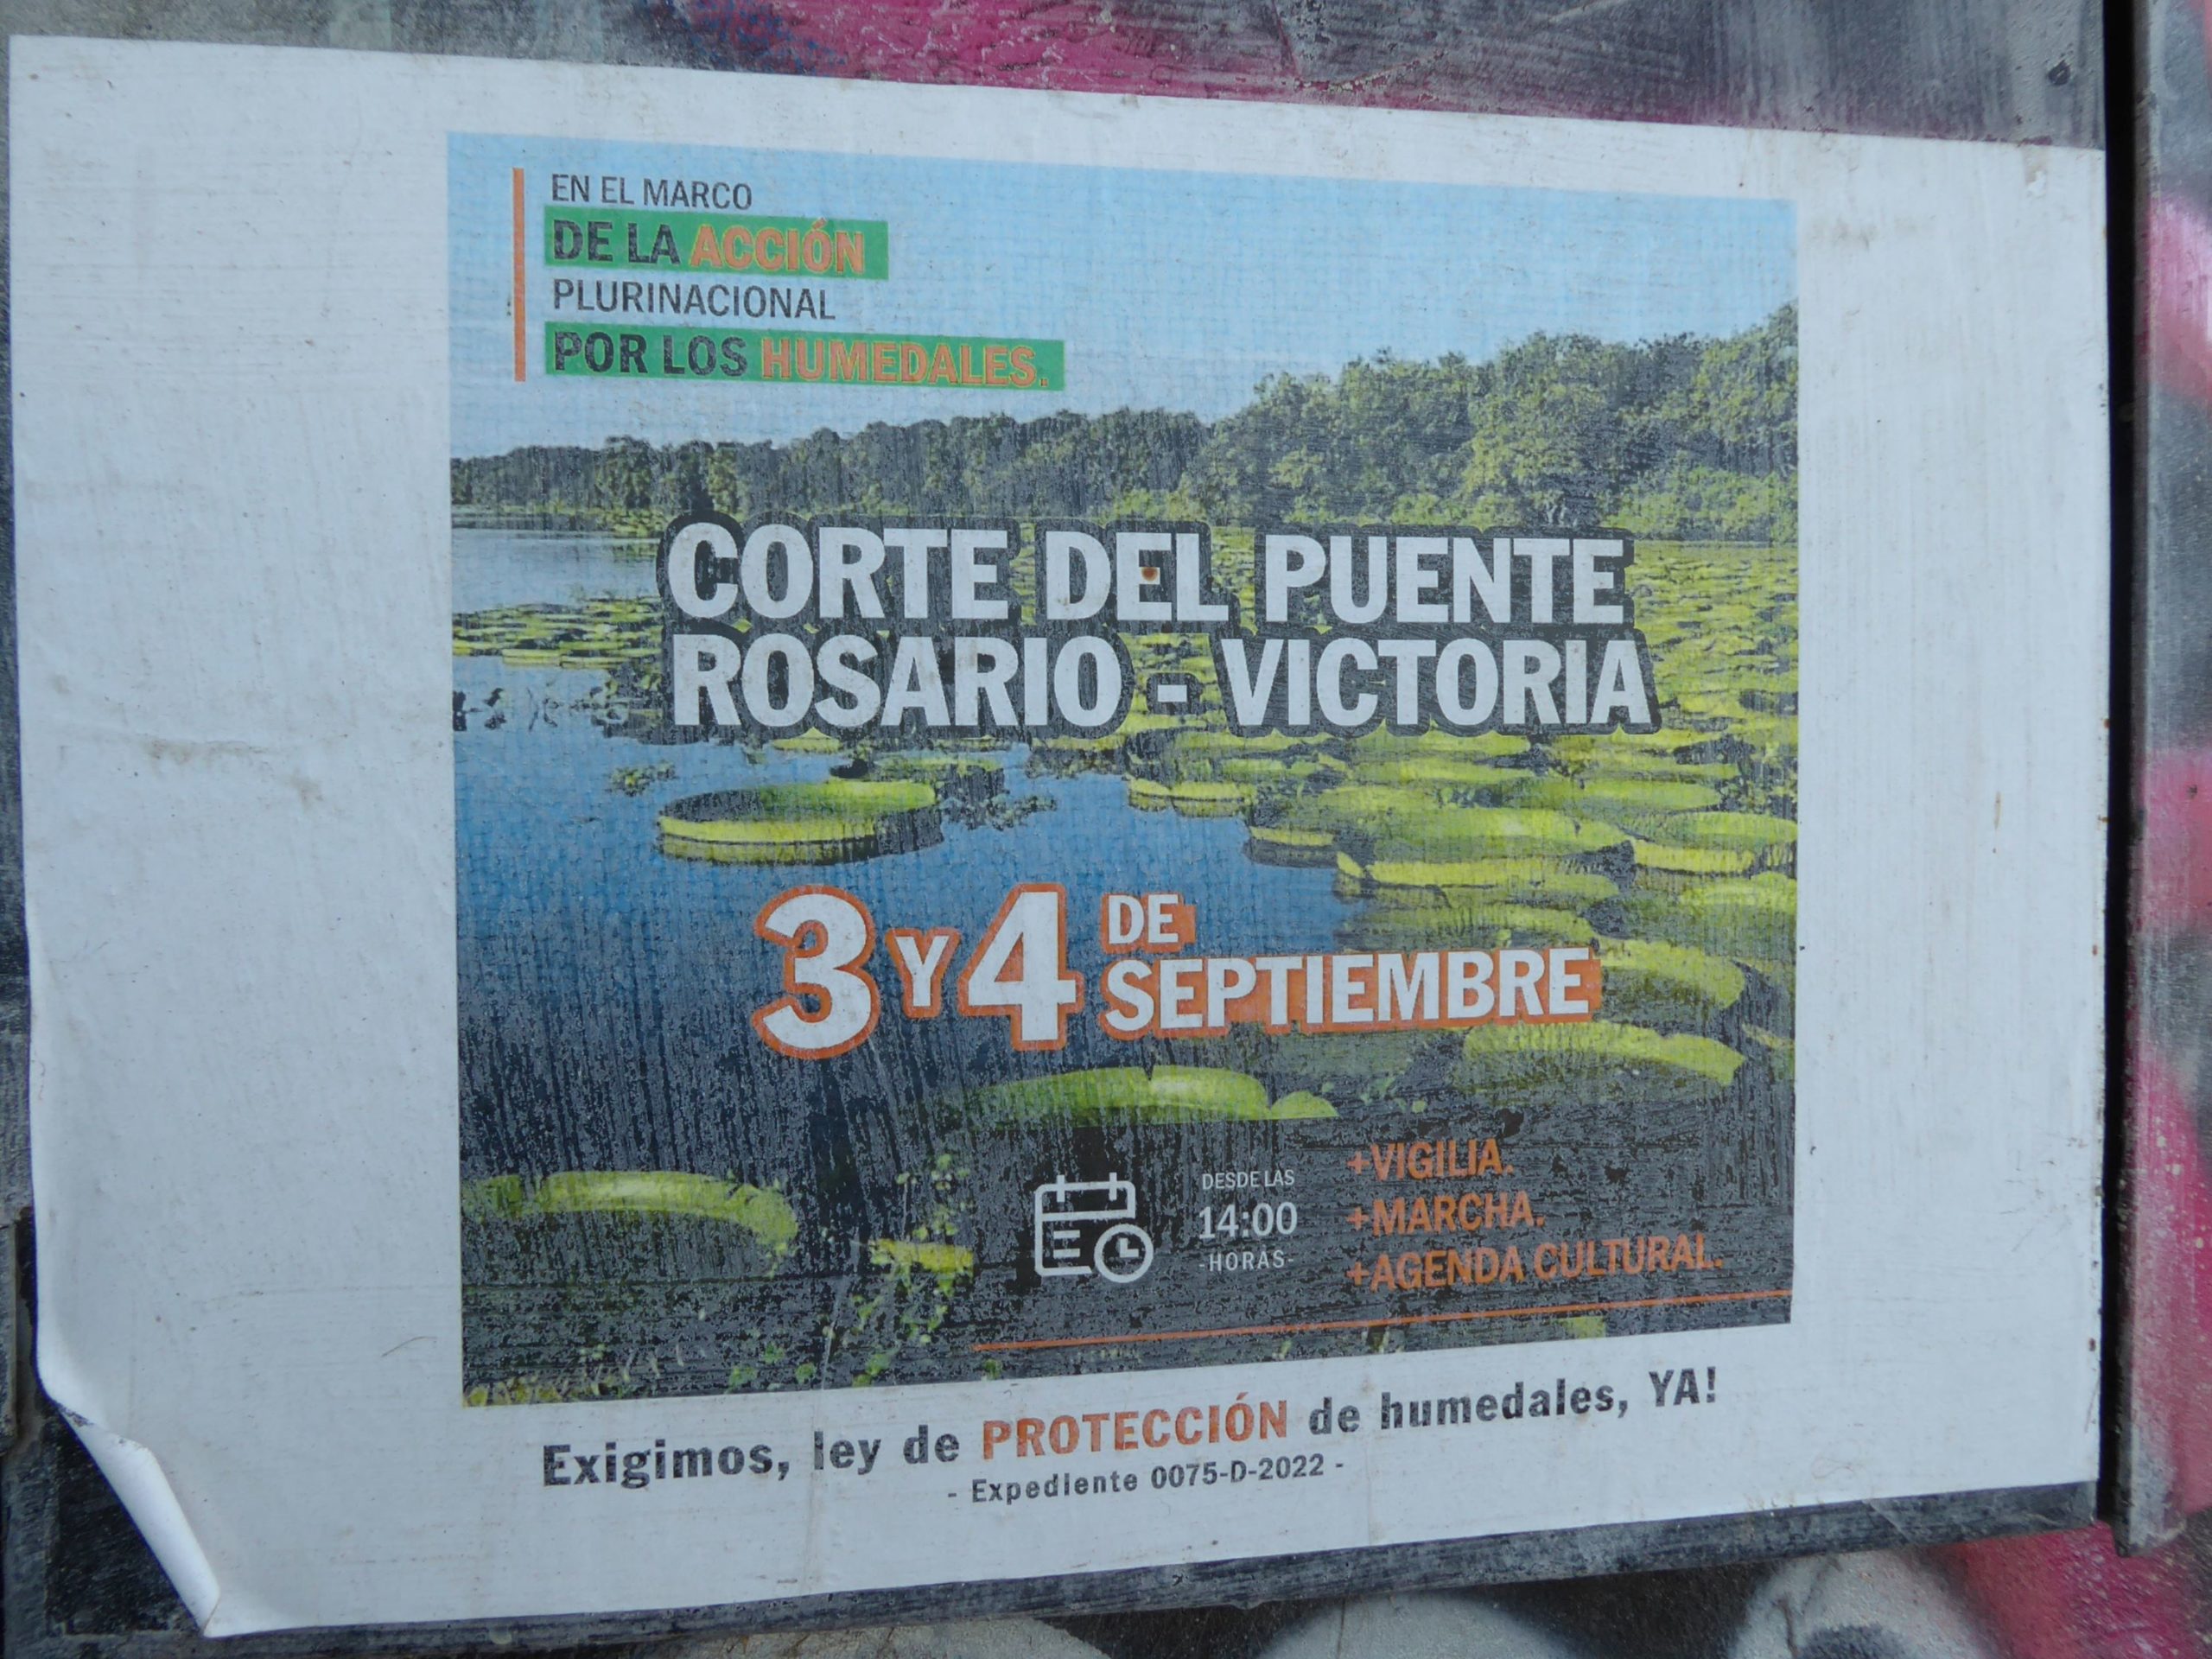 EN EL MARCO
DE LA ACCIÓN
PLURINACIONAL
POR LOS HUMEDALES.
CORTE DEL PUENTE
ROSARIO - VICTORIA
3 Y 4 DE
SEPTIEMBRE
DESDE LAS
14:00
-HORAS-
+VIGILIA.
+MARCHA.
+AGENDA CULTURAL.
Exigimos, ley de PROTECCIÓN de humedales, YA!
- Expediente 0075-D-2022 -